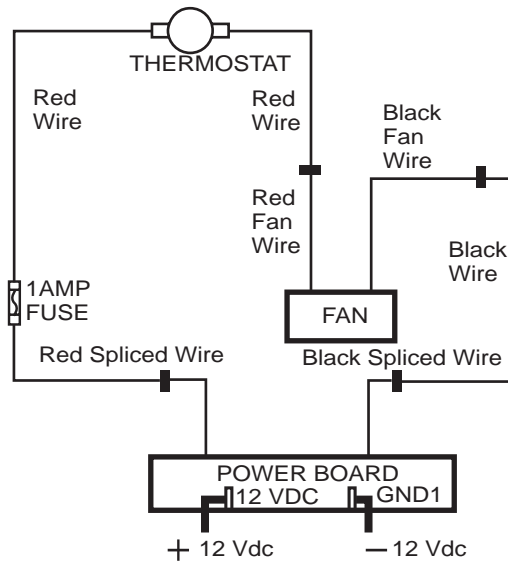 THERMOSTAT
Red
Wire
Red
Wire
Black
Fan
Wire
Red
Fan
Wire
Black
Wire
1AMP
FUSE
FAN
Red Spliced Wire
Black Spliced Wire
POWER BOARD
12 VDC
GND1
+ 12 Vdc
– 12 Vdc